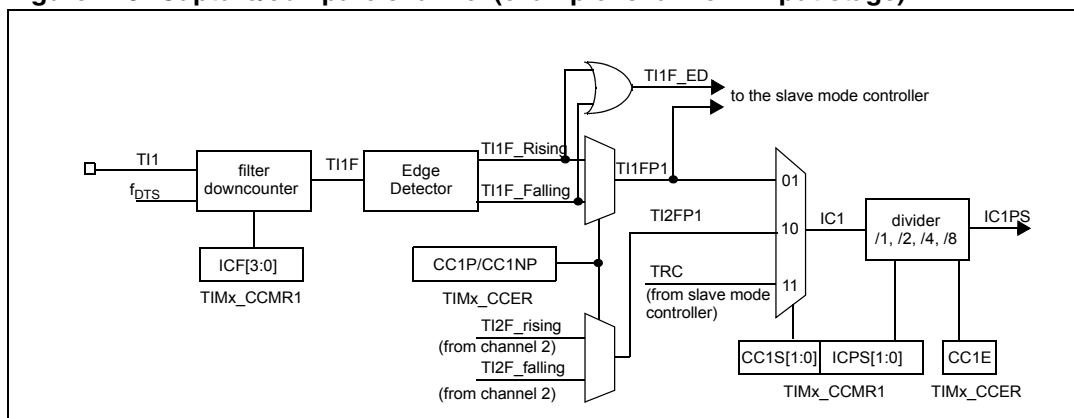 TI1F_ED
to the slave mode controller
TI1
filter
downcounter
TI1F
Edge
Detector
TI1F_Rising
TI1F_Falling
TI1FP1
01
fDTS
TI2FP1
10
IC1
divider
/1, /2, /4, /8
IC1PS
ICF[3:0]
TIMx_CCMR1
CC1P/CC1NP
TIMx_CCER
TRC
11
(from slave mode
controller)
TI2F_rising
(from channel 2)
TI2F_falling
(from channel 2)
CC1S[1:0]
ICPS[1:0]
CC1E
TIMx_CCMR1
TIMx_CCER